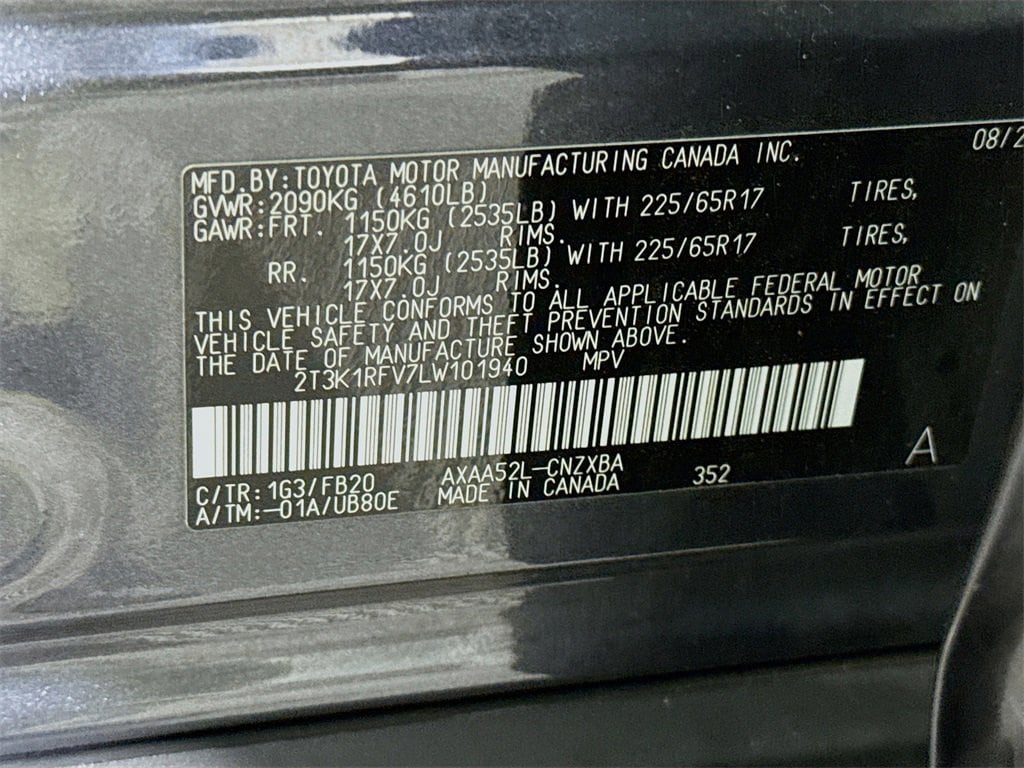 08/2
MFD.BY:TOYOTA MOTOR MANUFACTURING CANADA INC.
GVWR:2090KG (4610LB)
GAWR:FRT. 1150KG (2535LB) WITH 225/65R17 TIRES,
17X7.0J RIMS.
RR. 1150KG (2535LB) WITH 225/65R17 TIRES,
17X7.0J RIMS.
THIS VEHICLE CONFORMS TO ALL APPLICABLE FEDERAL MOTOR
VEHICLE SAFETY AND THEFT PREVENTION STANDARDS IN EFFECT ON
THE DATE OF MANUFACTURE SHOWN ABOVE.
2T3K1RFV7LW101940 MPV
C/TR:1G3/FB20 AXAA52L-CNZXBA 352 A
A/TM:-01A/UB80E MADE IN CANADA